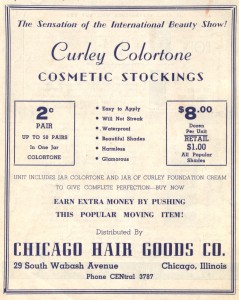 The Sensation of the International Beauty Show!
Curley Colortone
COSMETIC STOCKINGS
2¢
PAIR
UP TO 50 PAIRS
In One Jar
COLORTONE
• Easy to Apply
• Will Not Streak
• Waterproof
• Beautiful Shades
• Harmless
• Glamorous
$8.00
Dozen
Per Unit
RETAIL
$1.00
All Popular
Shades
UNIT INCLUDES JAR COLORTONE AND JAR OF CURLEY FOUNDATION CREAM
TO GIVE COMPLETE PERFECTION—BUY NOW
EARN EXTRA MONEY BY PUSHING
THIS POPULAR MOVING ITEM!
Distributed By
CHICAGO HAIR GOODS CO.
29 South Wabash Avenue Chicago, Illinois
Phone CENtral 3787